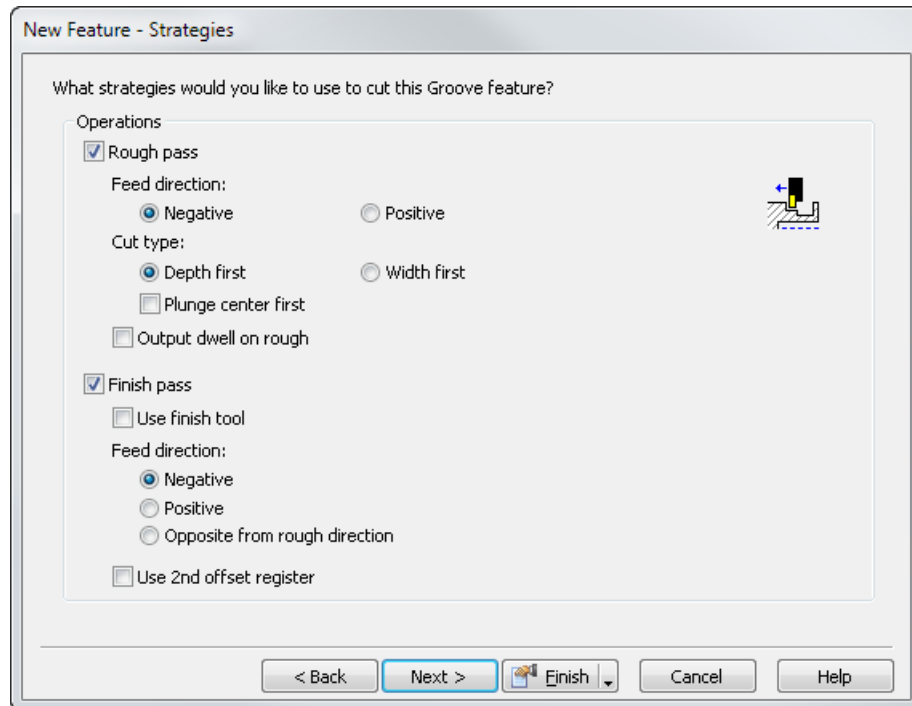 New Feature - Strategies
What strategies would you like to use to cut this Groove feature?
Operations
Rough pass
Feed direction:
Negative Positive
Cut type:
Depth first Width first
Plunge center first
Output dwell on rough
Finish pass
Use finish tool
Feed direction:
Negative
Positive
Opposite from rough direction
Use 2nd offset register
< Back Next > Finish Cancel Help